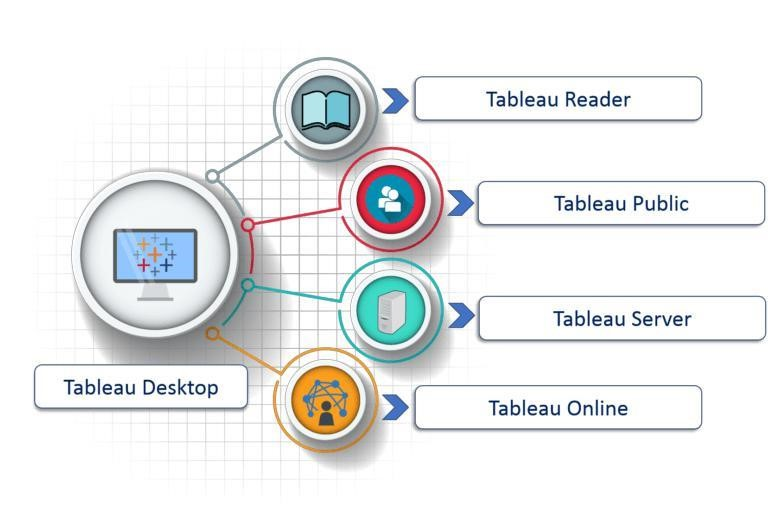 Tableau Reader
Tableau Public
Tableau Server
Tableau Desktop
Tableau Online